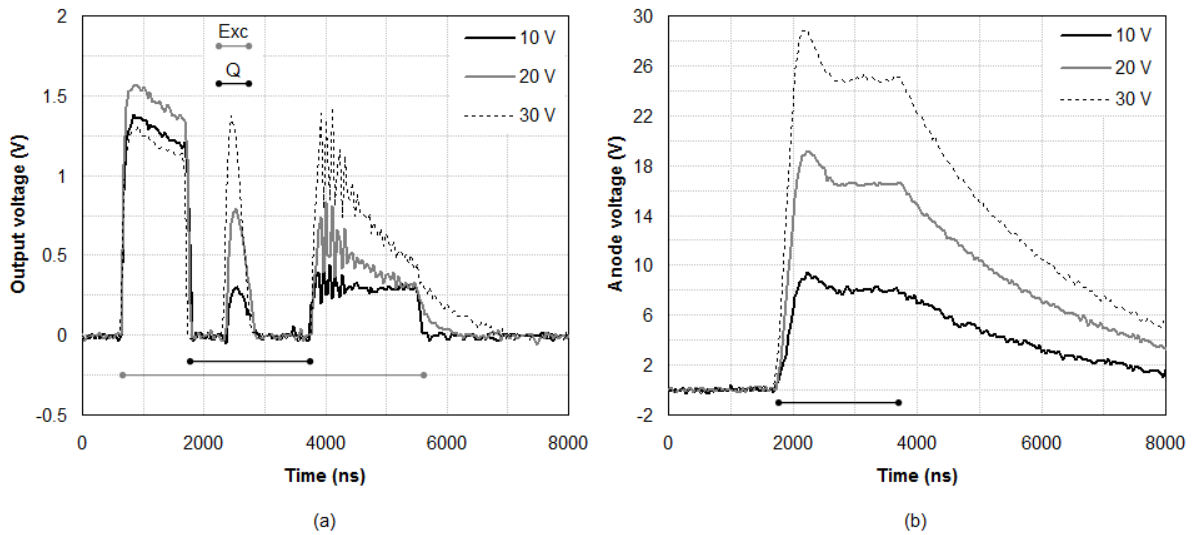 2
1.5
1
0.5
0
-0.5
Output voltage (V)
Exc
Q
10 V
20 V
30 V
0 2000 4000 6000 8000
Time (ns)
(a)
30
26
22
18
14
10
6
2
-2
Anode voltage (V)
10 V
20 V
30 V
0 2000 4000 6000 8000
Time (ns)
(b)